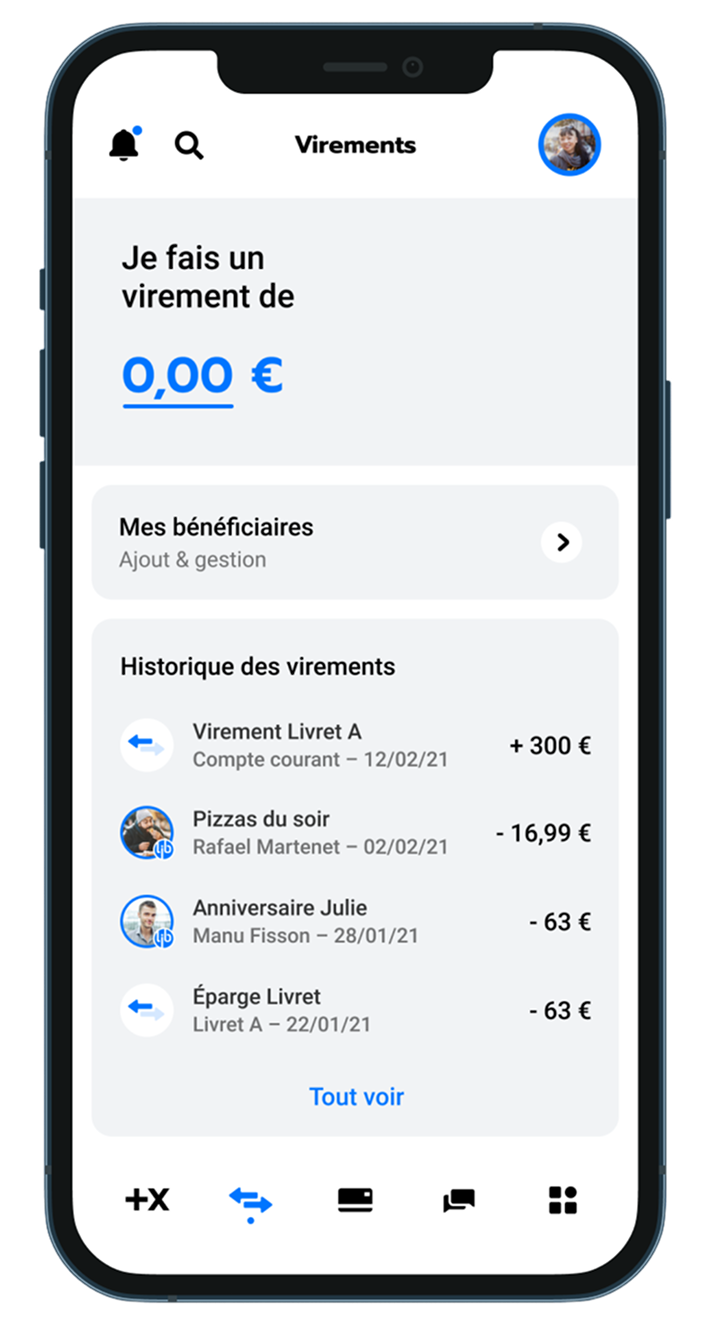 Virements
Je fais un
virement de
0,00 €
Mes bénéficiaires
Ajout & gestion
Historique des virements
Virement Livret A
Compte courant – 12/02/21
+ 300 €
Pizzas du soir
Rafael Martenet – 02/02/21
- 16,99 €
Anniversaire Julie
Manu Fisson – 28/01/21
- 63 €
Éparge Livret
Livret A – 22/01/21
- 63 €
Tout voir
+X